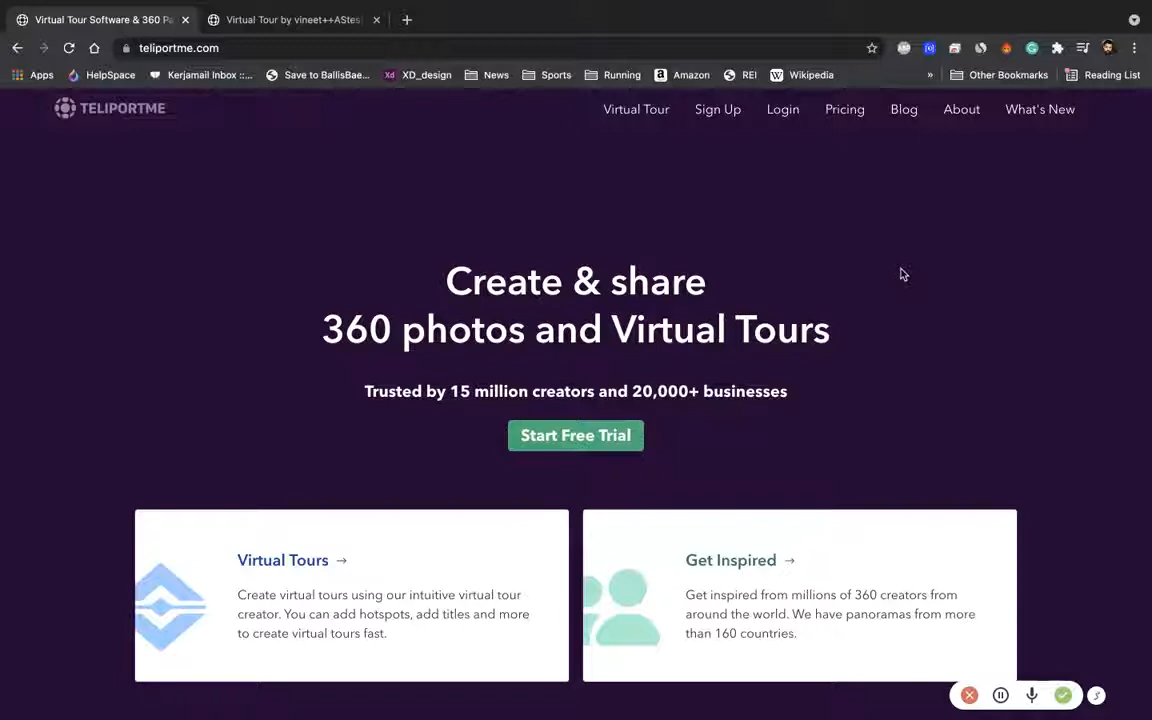 Virtual Tour Software & 360 Pa
Virtual Tour by vineet++AStes
teliportme.com
Apps
HelpSpace
Kerjamail Inbox ::...
Save to BallisBae...
Xd
XD_design
News
Sports
Running
a
Amazon
REI
W
Wikipedia
»
Other Bookmarks
Reading List
TELIPORTME
Virtual Tour
Sign Up
Login
Pricing
Blog
About
What's New
Create & share
360 photos and Virtual Tours
Trusted by 15 million creators and 20,000+ businesses
Start Free Trial
Virtual Tours →
Create virtual tours using our intuitive virtual tour
creator. You can add hotspots, add titles and more
to create virtual tours fast.
Get Inspired →
Get inspired from millions of 360 creators from
around the world. We have panoramas from more
than 160 countries.